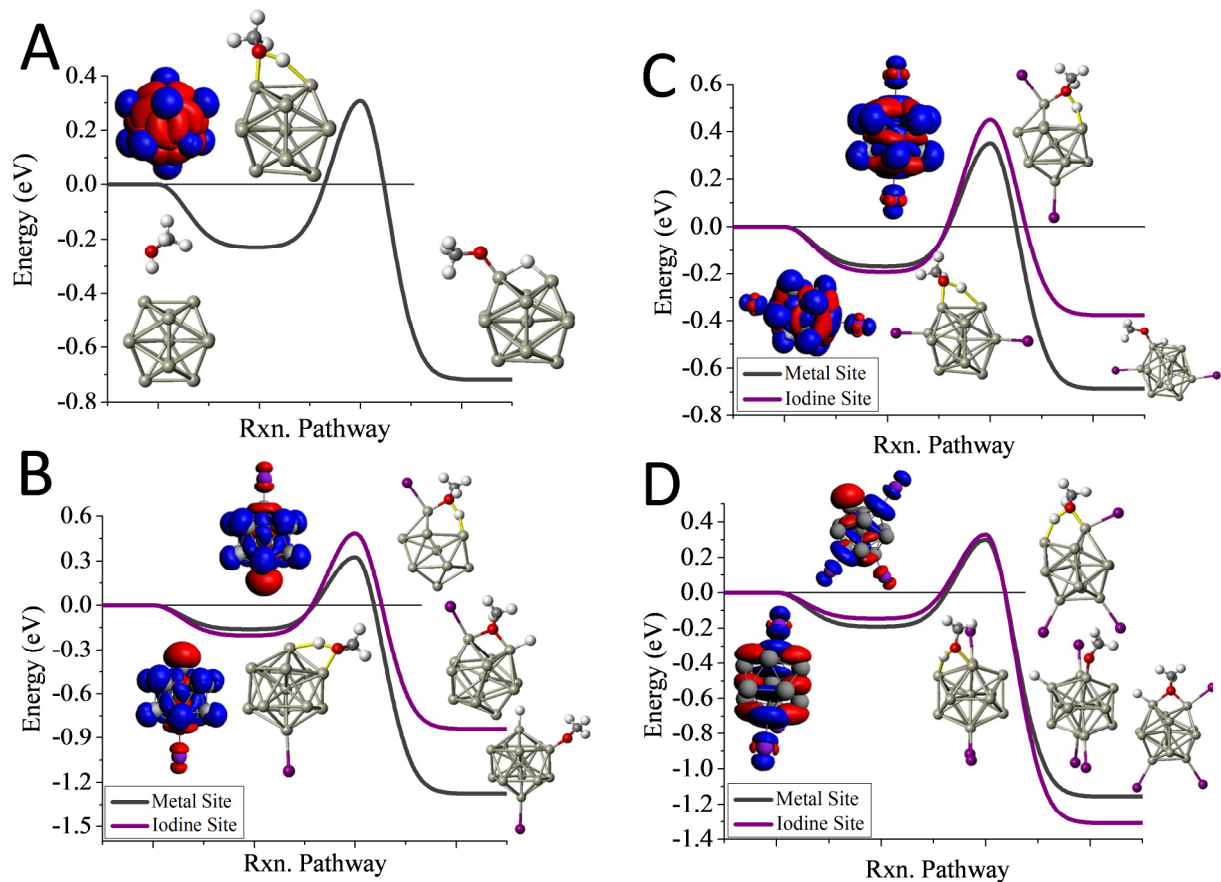 A
0.4
0.2
0.0
-0.2
-0.4
-0.6
-0.8
Energy (eV)
Rxn. Pathway
B
0.6
0.3
0.0
-0.3
-0.6
-0.9
-1.2
-1.5
Energy (eV)
Metal Site
Iodine Site
Rxn. Pathway
C
0.6
0.4
0.2
0.0
-0.2
-0.4
-0.6
-0.8
Energy (eV)
Metal Site
Iodine Site
Rxn. Pathway
D
0.4
0.2
0.0
-0.2
-0.4
-0.6
-0.8
-1.0
-1.2
-1.4
Energy (eV)
Metal Site
Iodine Site
Rxn. Pathway